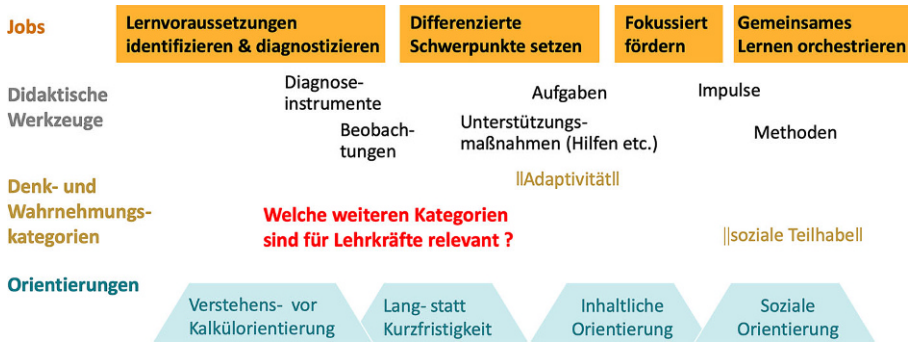 Jobs
Lernvoraussetzungen
identifizieren & diagnostizieren
Differenzierte
Schwerpunkte setzen
Fokussiert
fördern
Gemeinsames
Lernen orchestrieren
Didaktische
Werkzeuge
Diagnose-
instrumente
Beobach-
tungen
Aufgaben
Unterstützungs-
maßnahmen (Hilfen etc.)
Impulse
Methoden
Denk- und
Wahrnehmungs-
kategorien
||Adaptivität||
Welche weiteren Kategorien
sind für Lehrkräfte relevant ?
||soziale Teilhabe||
Orientierungen
Verstehens- vor
Kalkülorientierung
Lang- statt
Kurzfristigkeit
Inhaltliche
Orientierung
Soziale
Orientierung